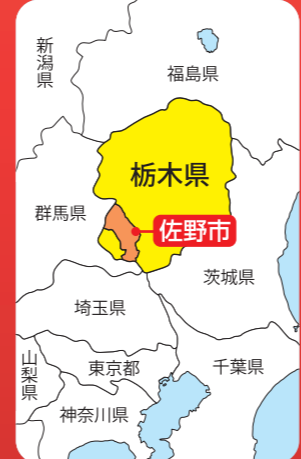 新潟県
福島県
栃木県
群馬県
佐野市
茨城県
埼玉県
山梨県
東京都
千葉県
神奈川県